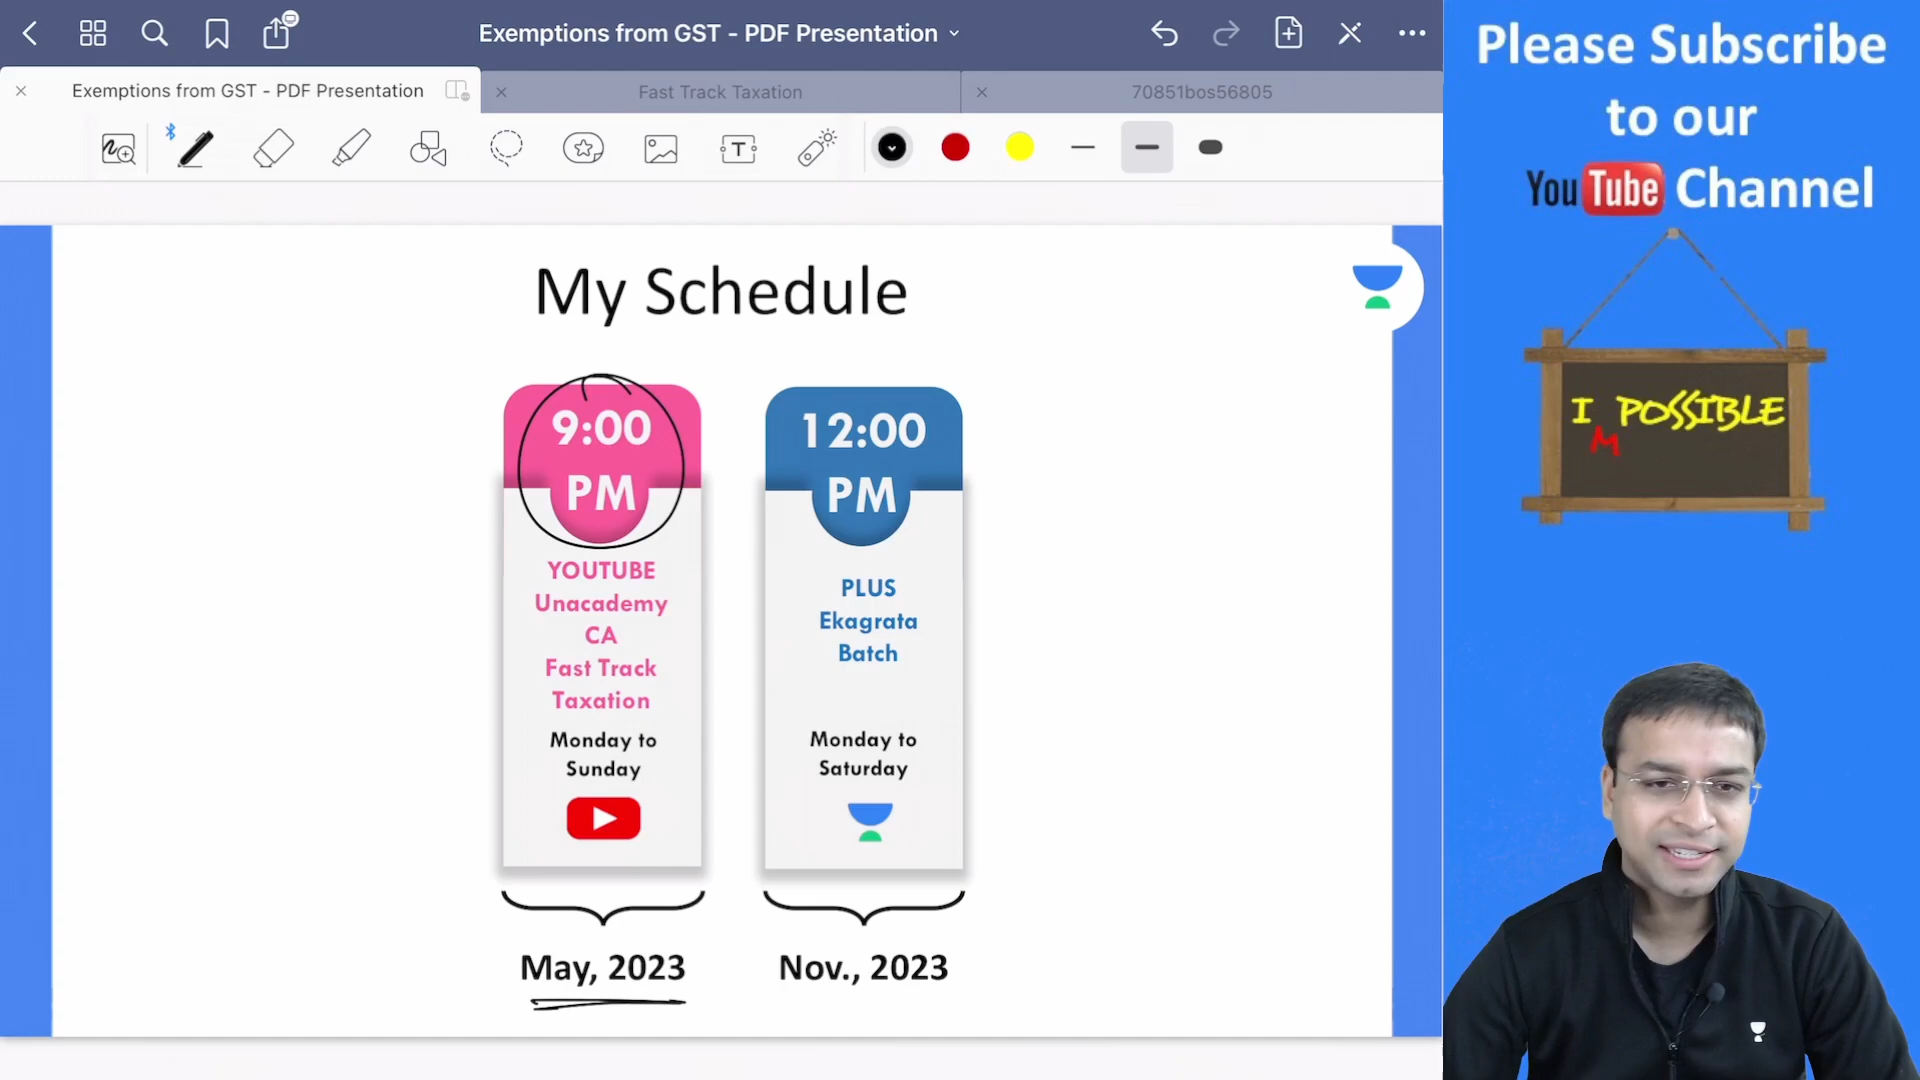 Exemptions from GST - PDF Presentation
Exemptions from GST - PDF Presentation
Fast Track Taxation
70851bos56805
T
My Schedule
9:00
PM
YOUTUBE
Unacademy
CA
Fast Track
Taxation
Monday to
Sunday
May, 2023
12:00
PM
PLUS
Ekagrata
Batch
Monday to
Saturday
Nov., 2023
Please Subscribe
to our
YouTube Channel
I POSSIBLE
M